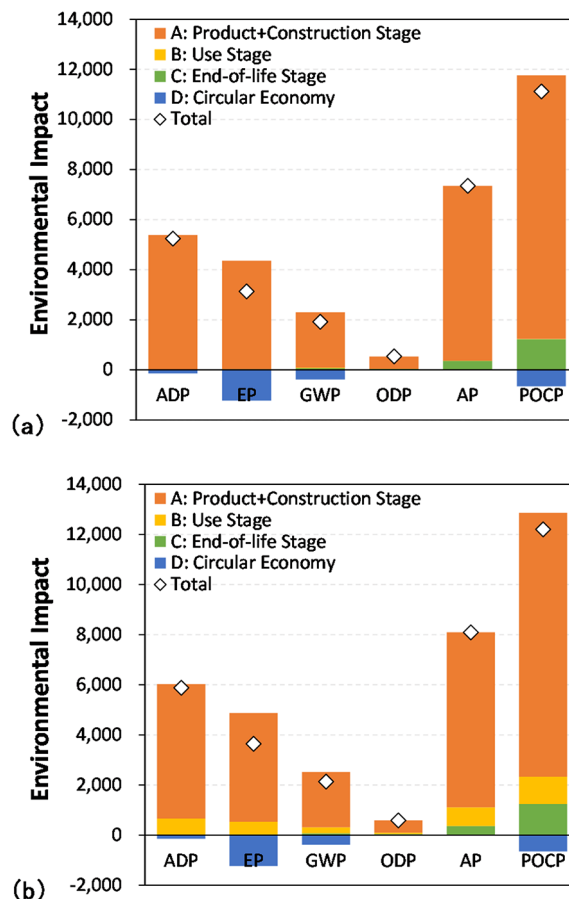 14,000
12,000
10,000
8,000
6,000
4,000
2,000
0
-2,000
Environmental Impact
A: Product+Construction Stage
B: Use Stage
C: End-of-life Stage
D: Circular Economy
Total
ADP EP GWP ODP AP POCP
(a)
14,000
12,000
10,000
8,000
6,000
4,000
2,000
0
-2,000
Environmental Impact
A: Product+Construction Stage
B: Use Stage
C: End-of-life Stage
D: Circular Economy
Total
ADP EP GWP ODP AP POCP
(b)